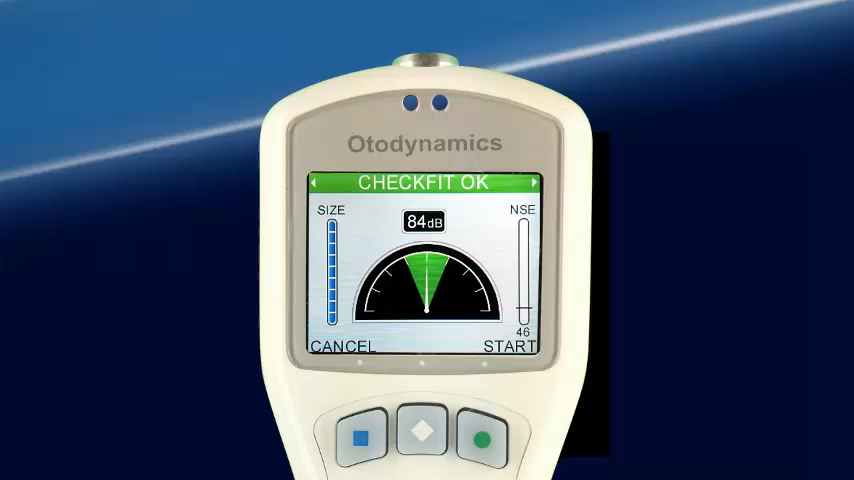 Otodynamics
CHECKFIT OK
SIZE
84dB
NSE
46
CANCEL
START